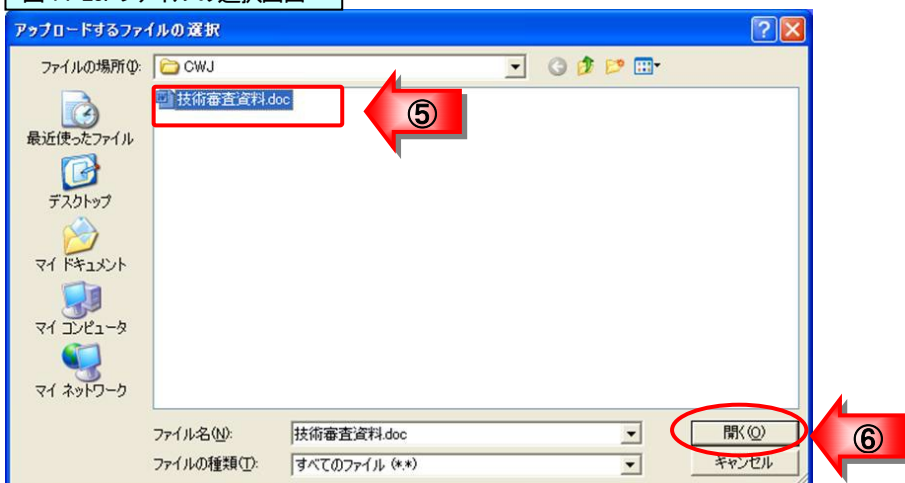 アップロードするファイルの選択
ファイルの場所(I):
CWJ
技術審査資料.doc
⑤
最近使ったファイル
デスクトップ
マイ ドキュメント
マイ コンピュータ
マイ ネットワーク
ファイル名(N):
技術審査資料.doc
開く(O)
⑥
ファイルの種類(T):
すべてのファイル (*.*)
キャンセル